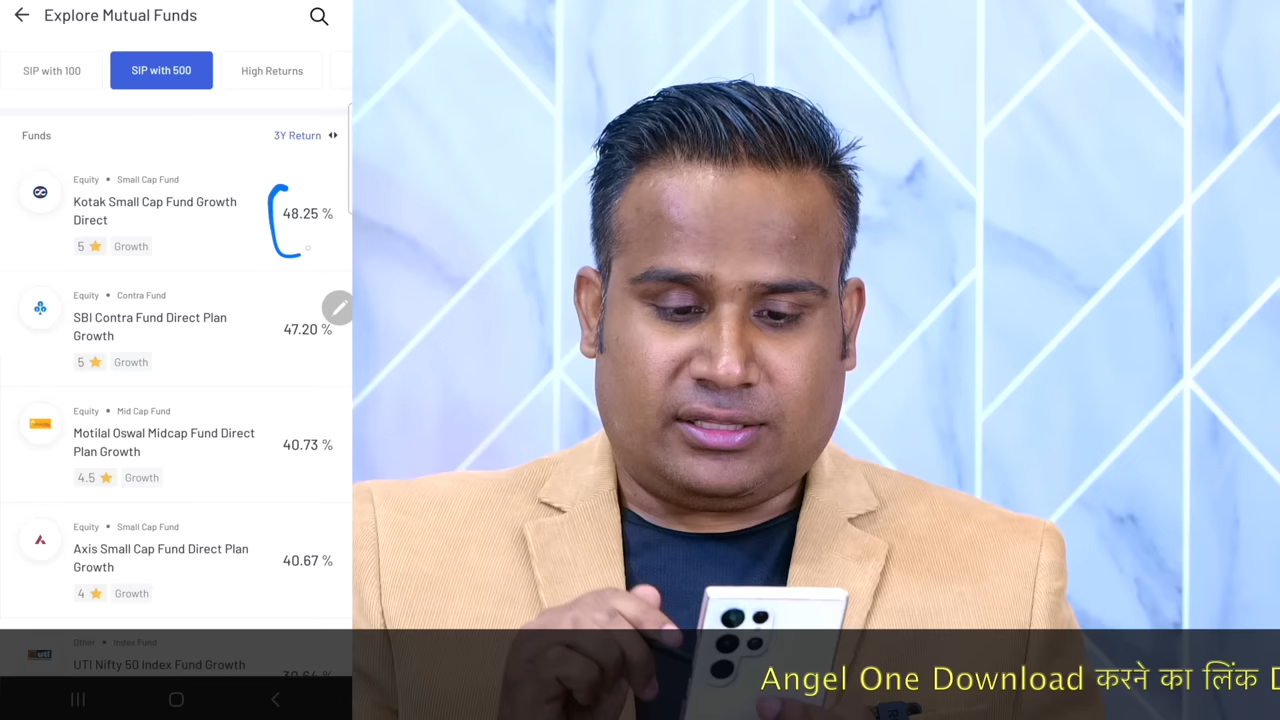 Explore Mutual Funds
SIP with 100
SIP with 500
High Returns
Funds
3Y Return
Equity • Small Cap Fund
Kotak Small Cap Fund Growth
Direct
48.25 %
5 Growth
Equity • Contra Fund
SBI Contra Fund Direct Plan
Growth
47.20 %
5 Growth
Equity • Mid Cap Fund
Motilal Oswal Midcap Fund Direct
Plan Growth
40.73 %
4.5 Growth
Equity • Small Cap Fund
Axis Small Cap Fund Direct Plan
Growth
40.67 %
4 Growth
Other • Index Fund
UTI Nifty 50 Index Fund Growth
Angel One Download करने का लिंक